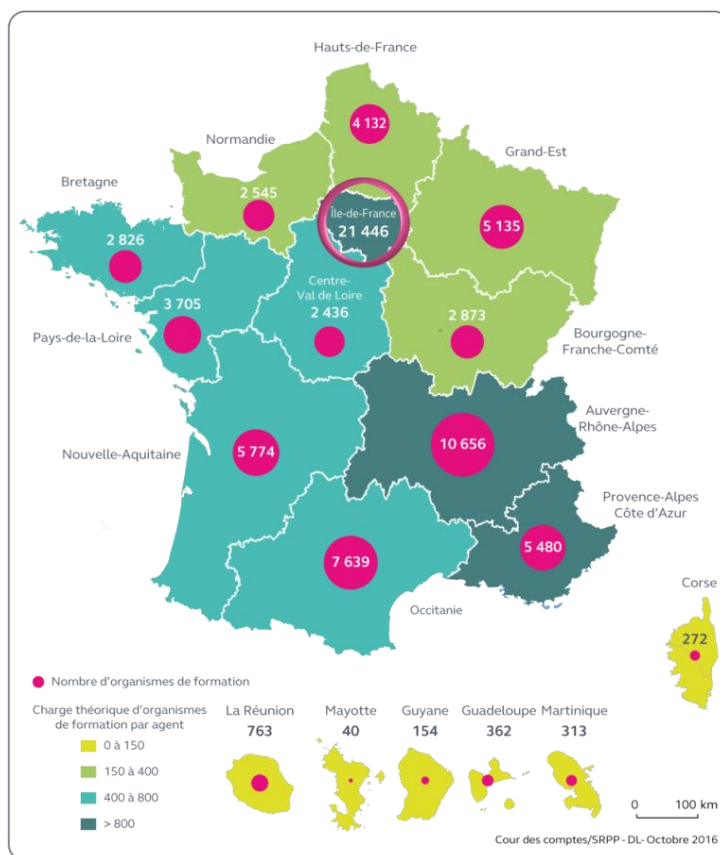 Hauts-de-France
4 132
Normandie
2 545
Grand-Est
5 135
Bretagne
2 826
Île-de-France
21 446
Centre-
Val de Loire
2 436
3 705
Pays-de-la-Loire
2 873
Bourgogne-
Franche-Comté
Auvergne-
Rhône-Alpes
10 656
Nouvelle-Aquitaine
5 774
Provence-Alpes
Côte d'Azur
5 480
7 639
Occitanie
Corse
272
Nombre d'organismes de formation
Charge théorique d'organismes
de formation par agent
0 à 150
150 à 400
400 à 800
> 800
La Réunion
763
Mayotte
40
Guyane
154
Guadeloupe
362
Martinique
313
0 100 km
Cour des comptes/SRPP - DL- Octobre 2016